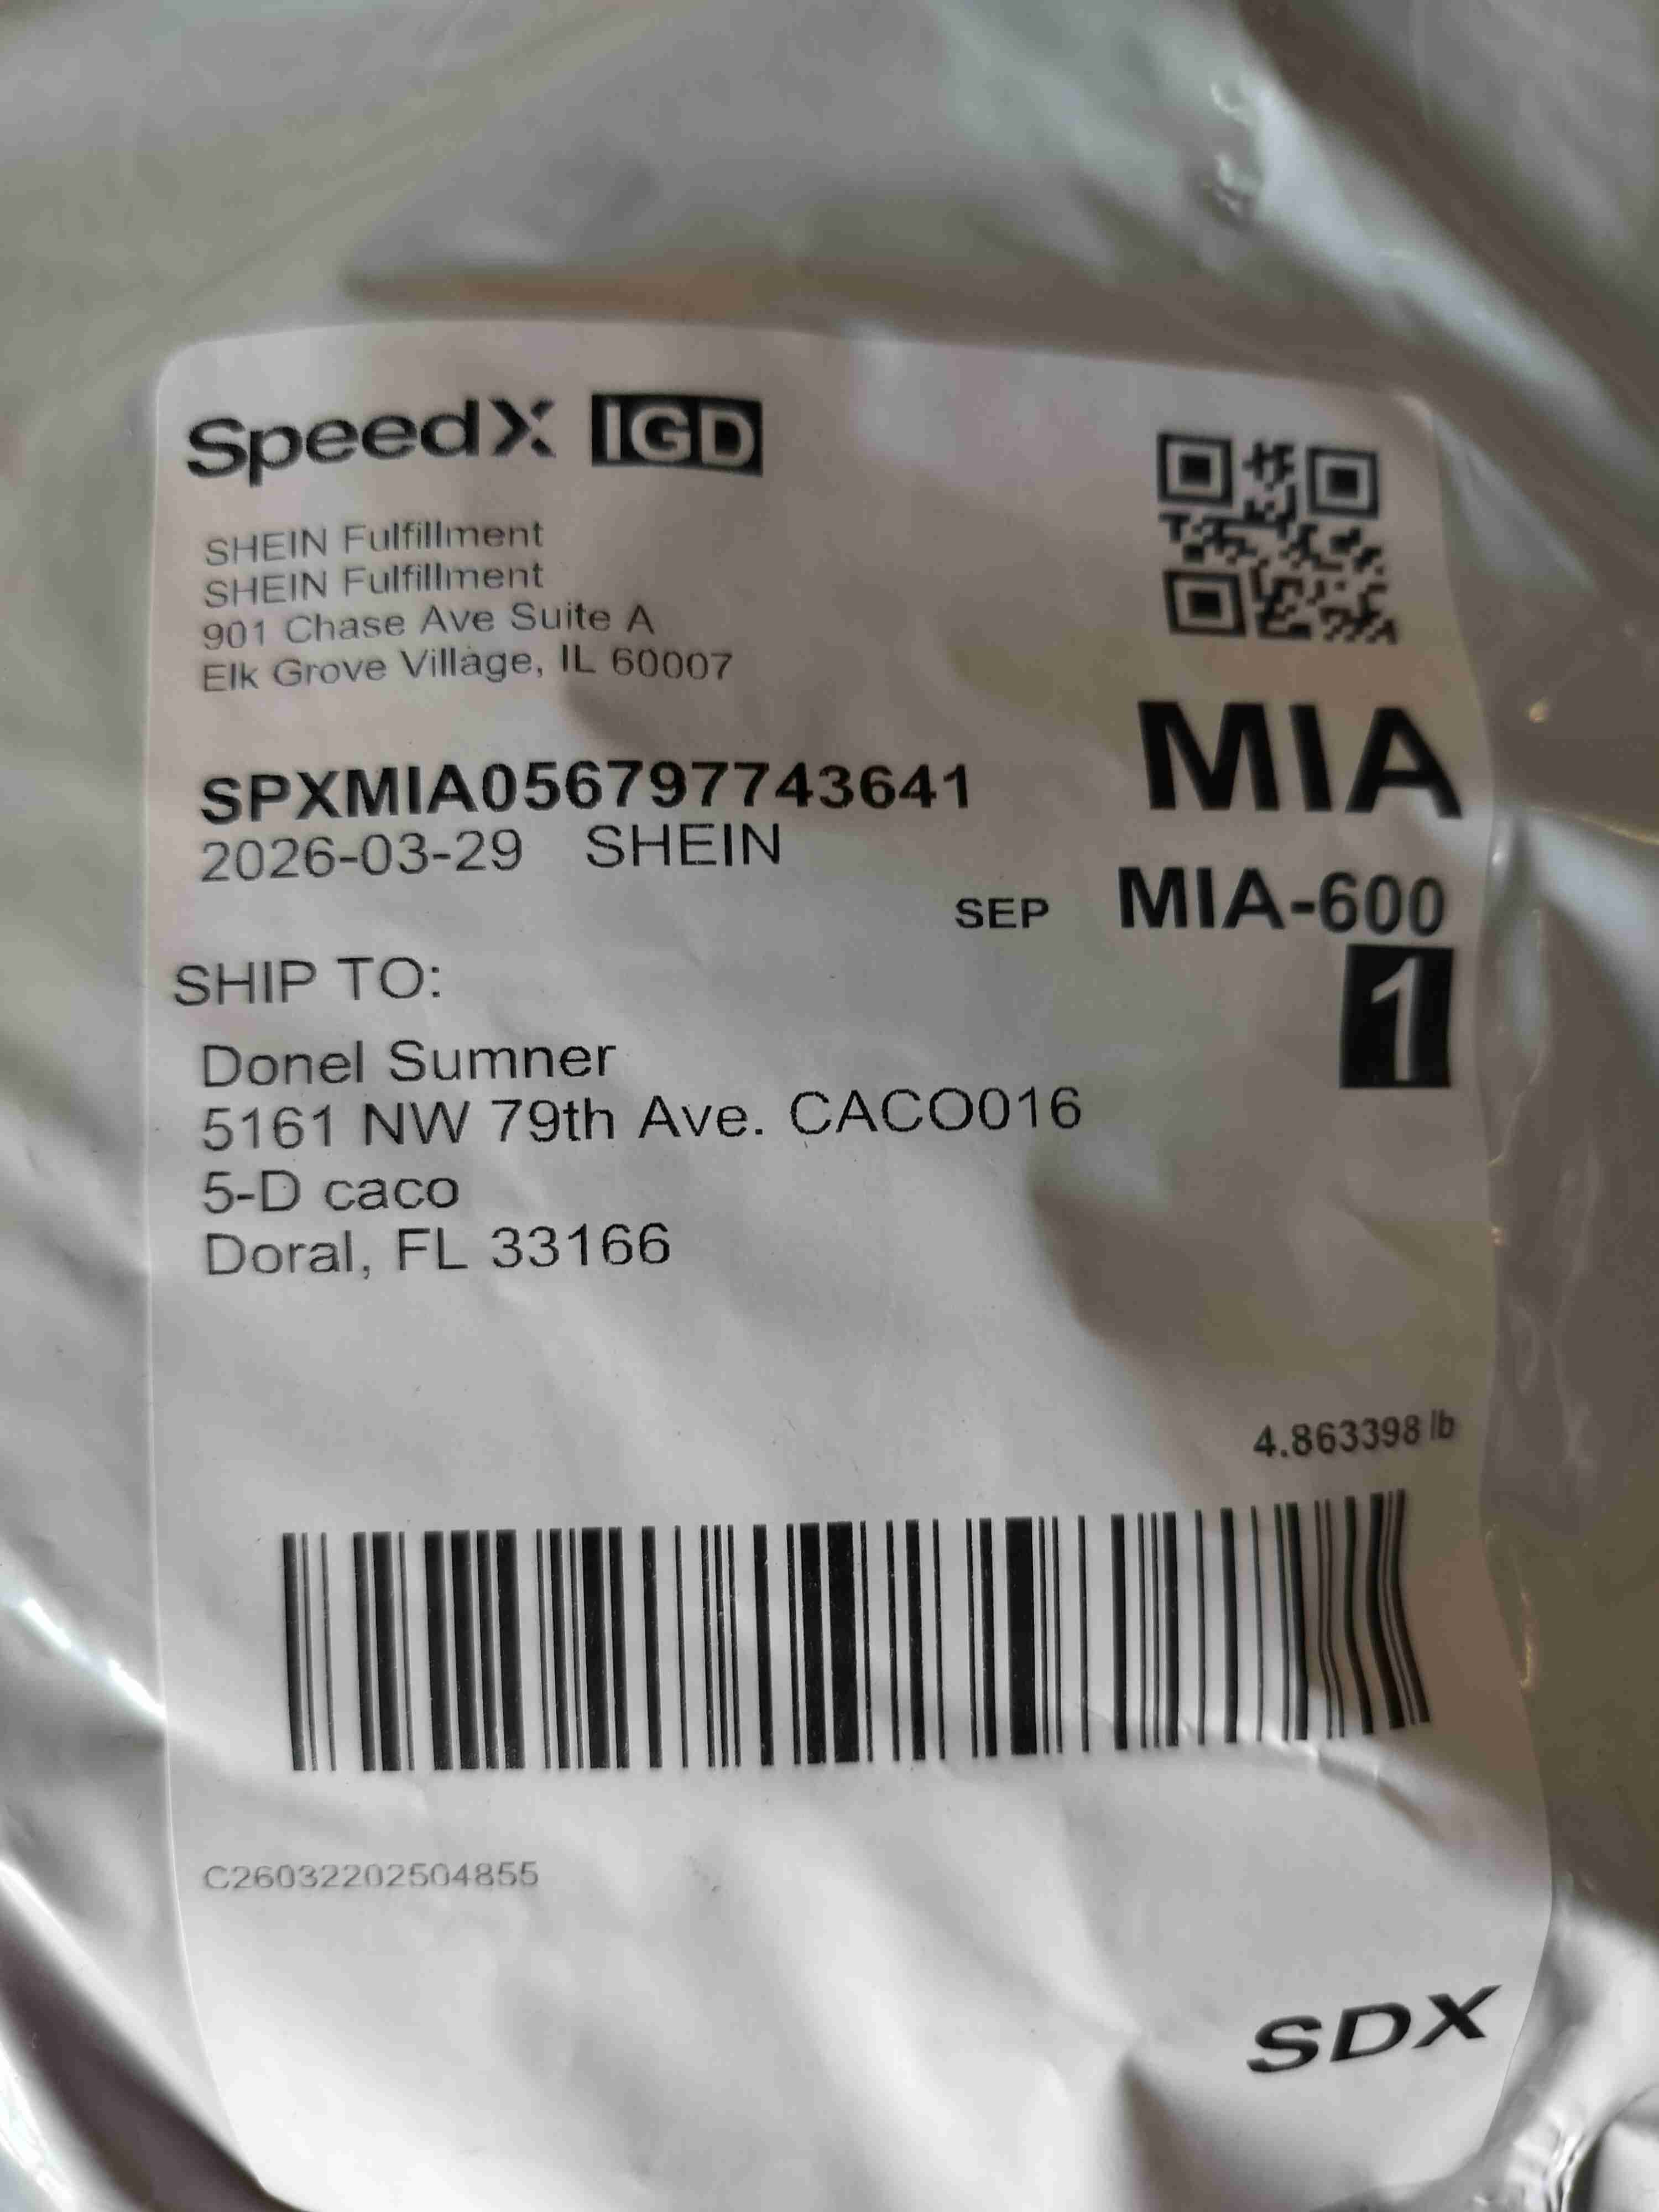 SpeedX IGD
SHEIN Fulfillment
SHEIN Fulfillment
901 Chase Ave Suite A
Elk Grove Village, IL 60007
SPXMIA056797743641
2026-03-29 SHEIN
MIA
SEP MIA-600
1
SHIP TO:
Donel Sumner
5161 NW 79th Ave. CACO016
5-D caco
Doral, FL 33166
4.863398 lb
C26032202504855
SDX